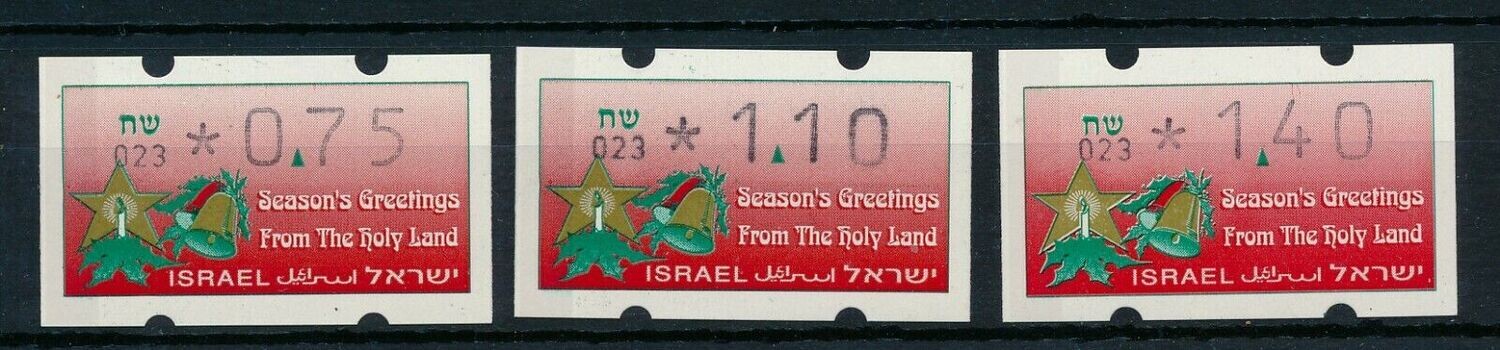 שח
023 *0.75
Season's Greetings
From The Holy Land
ISRAEL اسرائيل ישראל
שח
023 *1.10
Season's Greetings
From The Holy Land
ISRAEL اسرائيل ישראל
שח
023 *1.40
Season's Greetings
From The Holy Land
ISRAEL اسرائيل ישראל